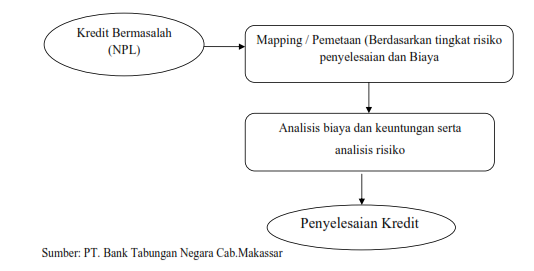 Kredit Bermasalah
(NPL)
Mapping / Pemetaan (Berdasarkan tingkat risiko
penyelesaian dan Biaya
Analisis biaya dan keuntungan serta
analisis risiko
Penyelesaian Kredit
Sumber: PT. Bank Tabungan Negara Cab.Makassar